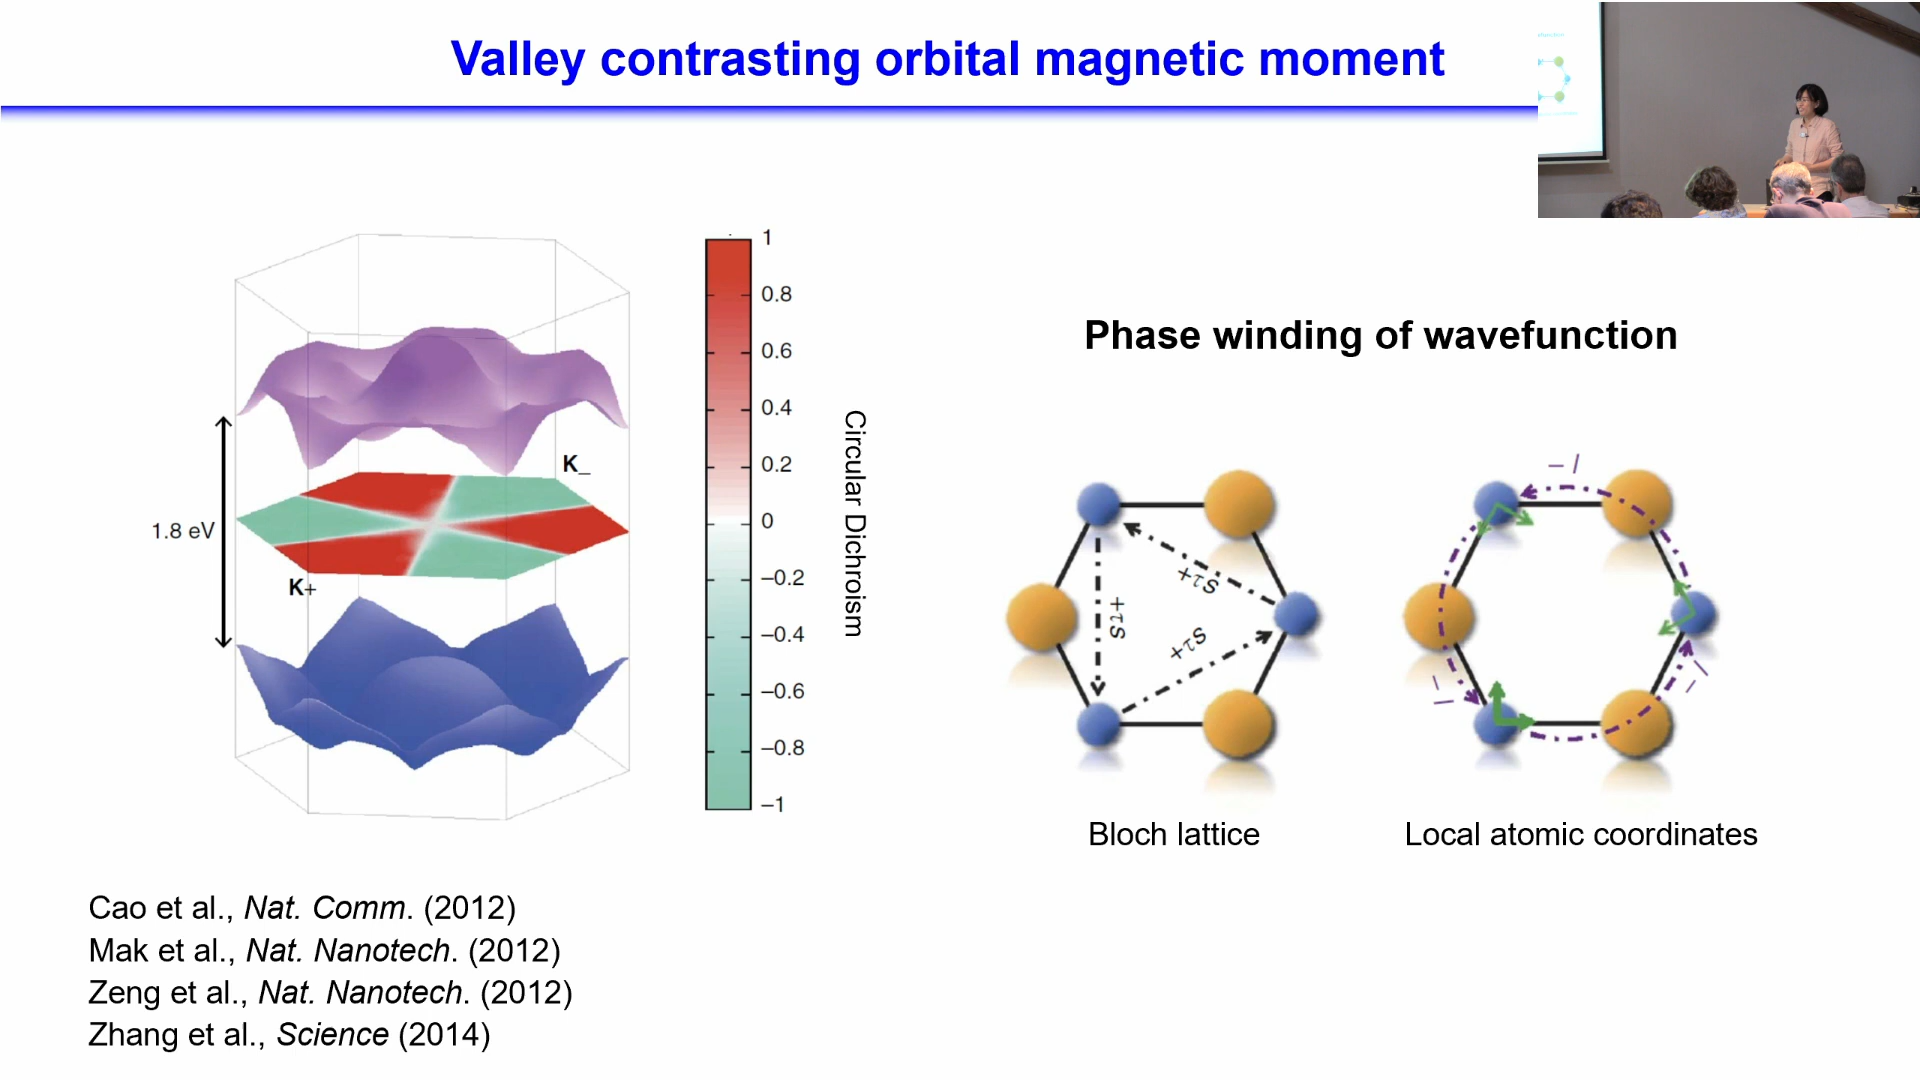 Valley contrasting orbital magnetic moment
1
0.8
0.6
0.4
0.2
0
–0.2
–0.4
–0.6
–0.8
–1
Circular Dichroism
1.8 eV
K_
K+
Phase winding of wavefunction
+τs
+τs
+τs
–l
–l
–l
Bloch lattice
Local atomic coordinates
Cao et al., Nat. Comm. (2012)
Mak et al., Nat. Nanotech. (2012)
Zeng et al., Nat. Nanotech. (2012)
Zhang et al., Science (2014)